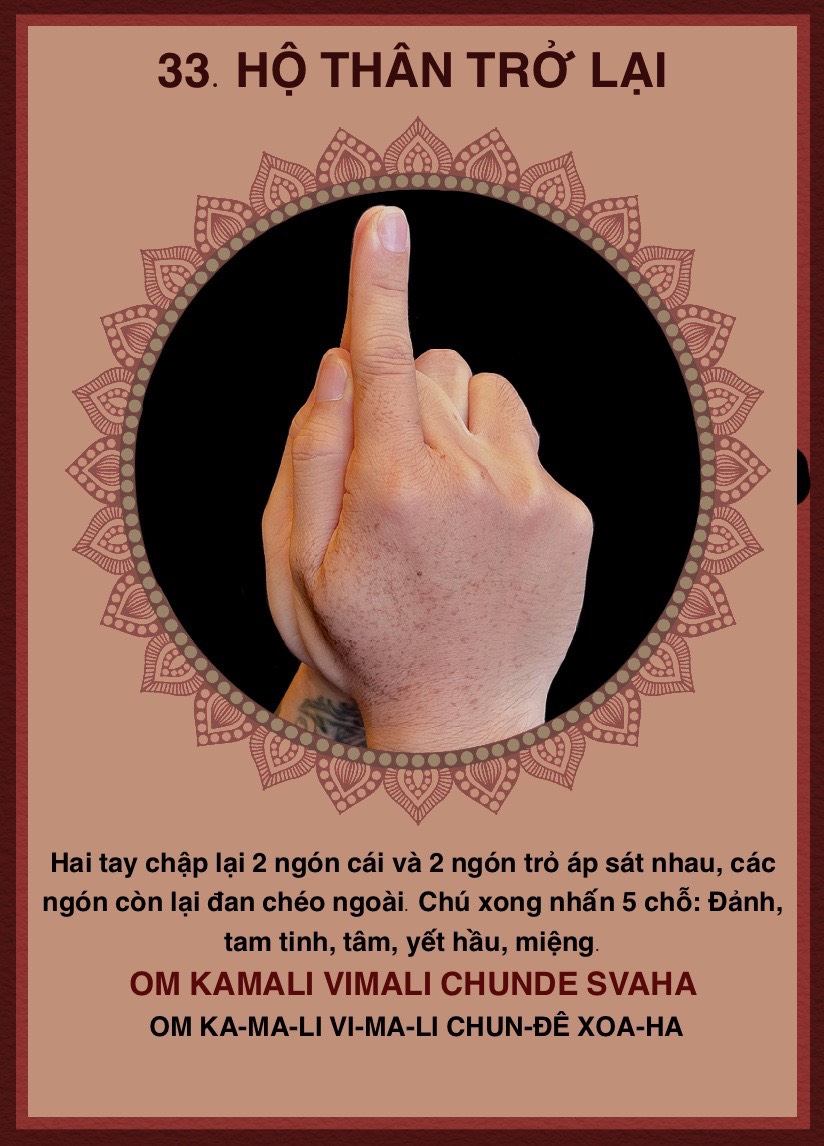 33. HỘ THÂN TRỞ LẠI
Hai tay chập lại 2 ngón cái và 2 ngón trỏ áp sát nhau, các
ngón còn lại đan chéo ngoài. Chú xong nhấn 5 chỗ: Đảnh,
tam tinh, tâm, yết hầu, miệng.
OM KAMALI VIMALI CHUNDE SVAHA
OM KA-MA-LI VI-MA-LI CHUN-ĐÊ XOA-HA